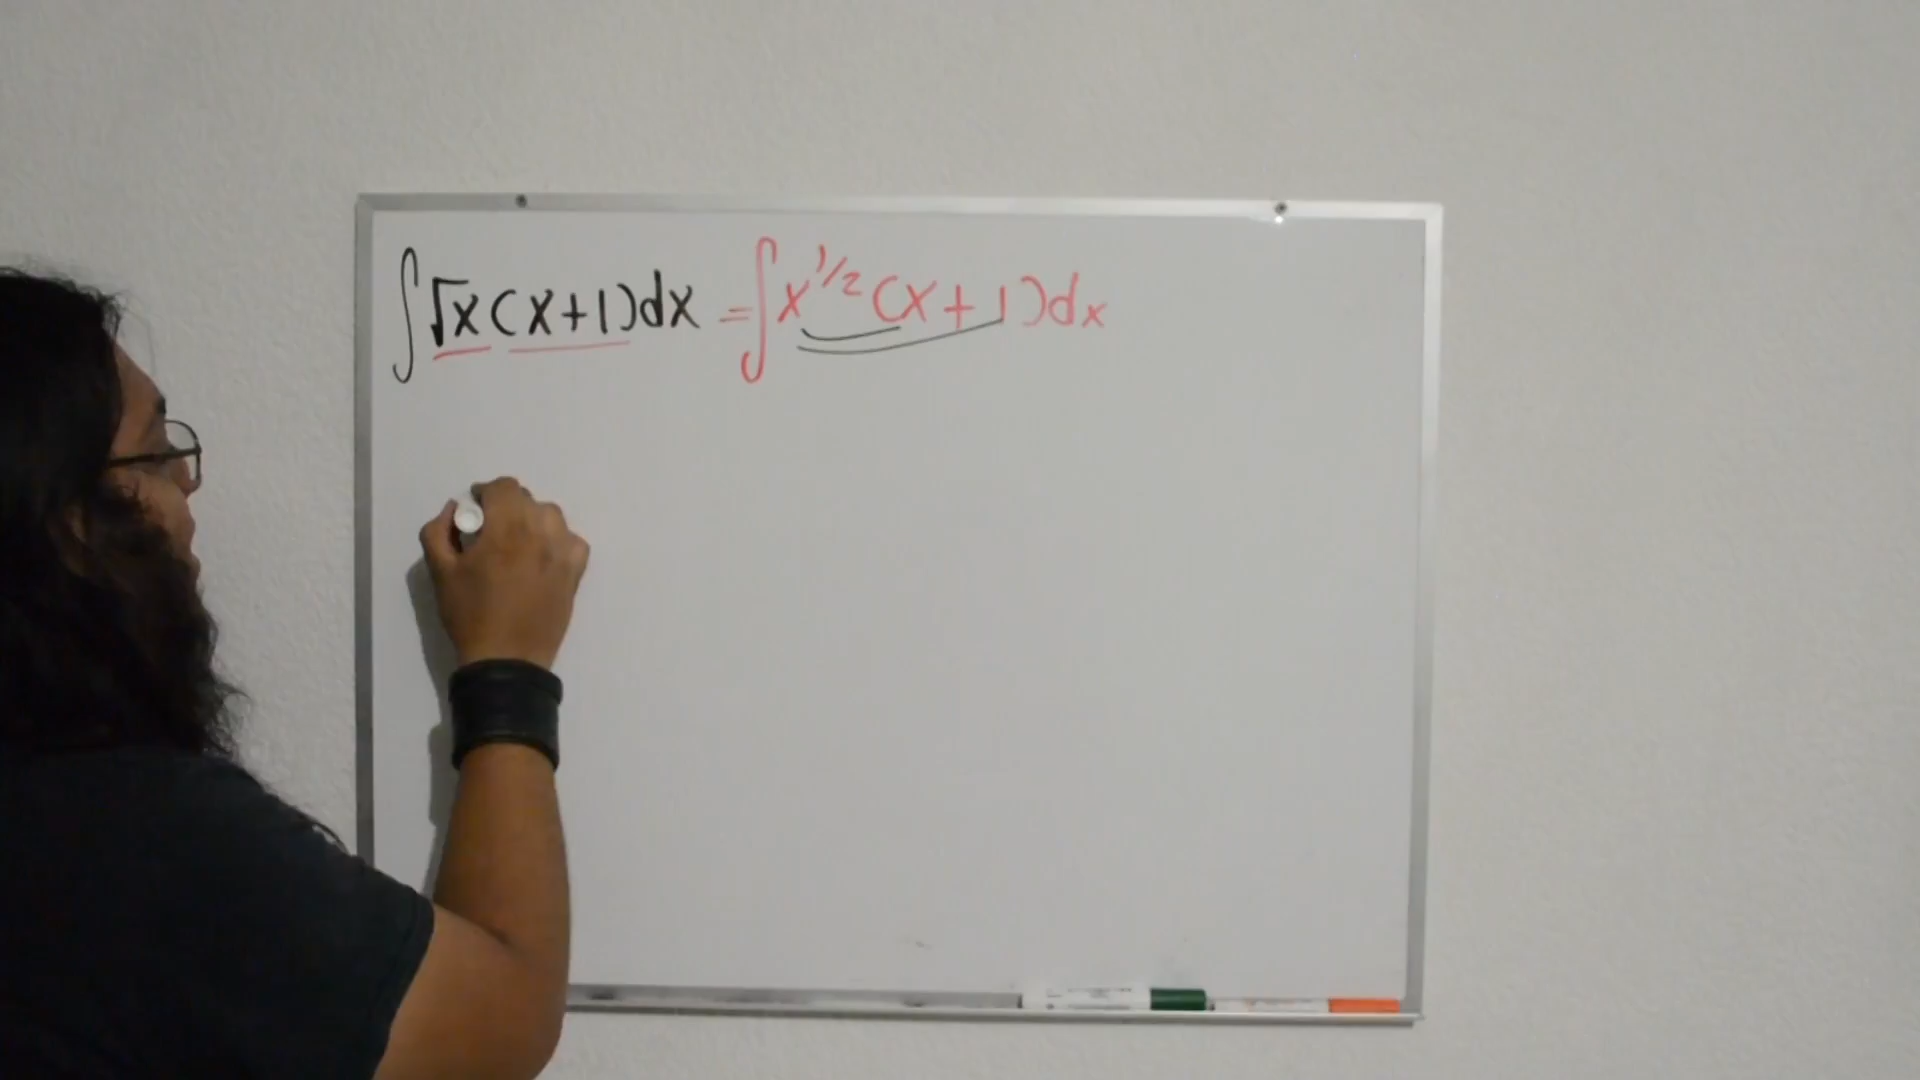 ∫√x(x+1)dx = ∫x^1/2(x+1)dx